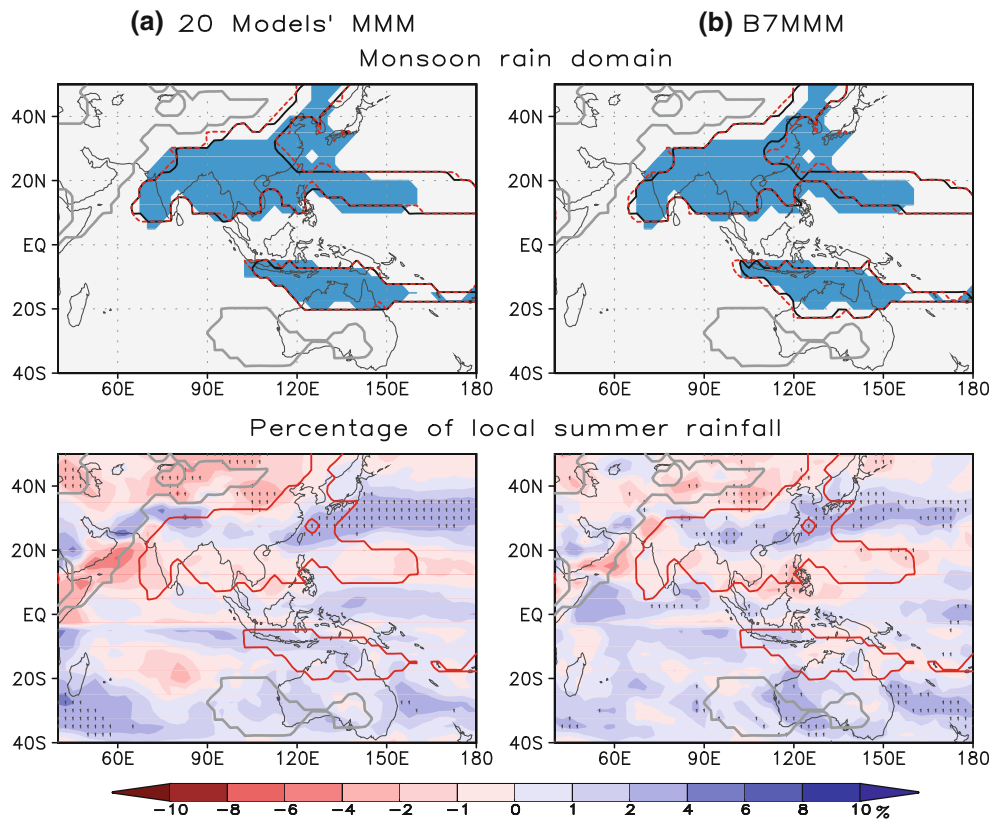 (a) 20 Models' MMM
(b) B7MMM
Monsoon rain domain
40N
20N
EQ
20S
40S
60E 90E 120E 150E 180
40N
20N
EQ
20S
40S
60E 90E 120E 150E 180
Percentage of local summer rainfall
40N
20N
EQ
20S
40S
60E 90E 120E 150E 180
40N
20N
EQ
20S
40S
60E 90E 120E 150E 180
-10 -8 -6 -4 -2 -1 0 1 2 4 6 8 10 %